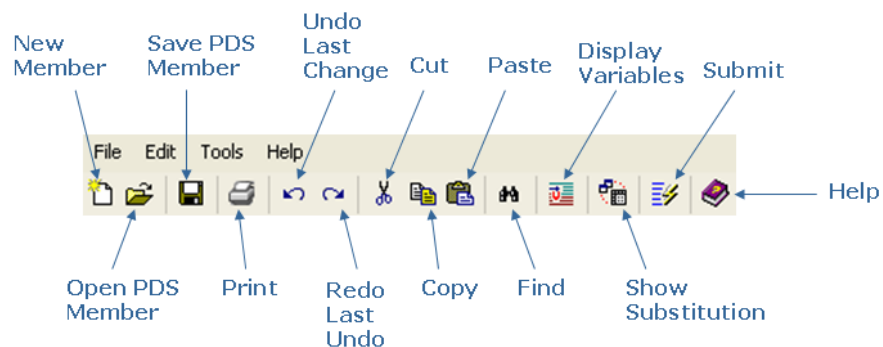 New
Member
Save PDS
Member
Undo
Last
Change
Cut
Paste
Display
Variables
Submit
File Edit Tools Help
Help
Open PDS
Member
Print
Redo
Last
Undo
Copy
Find
Show
Substitution